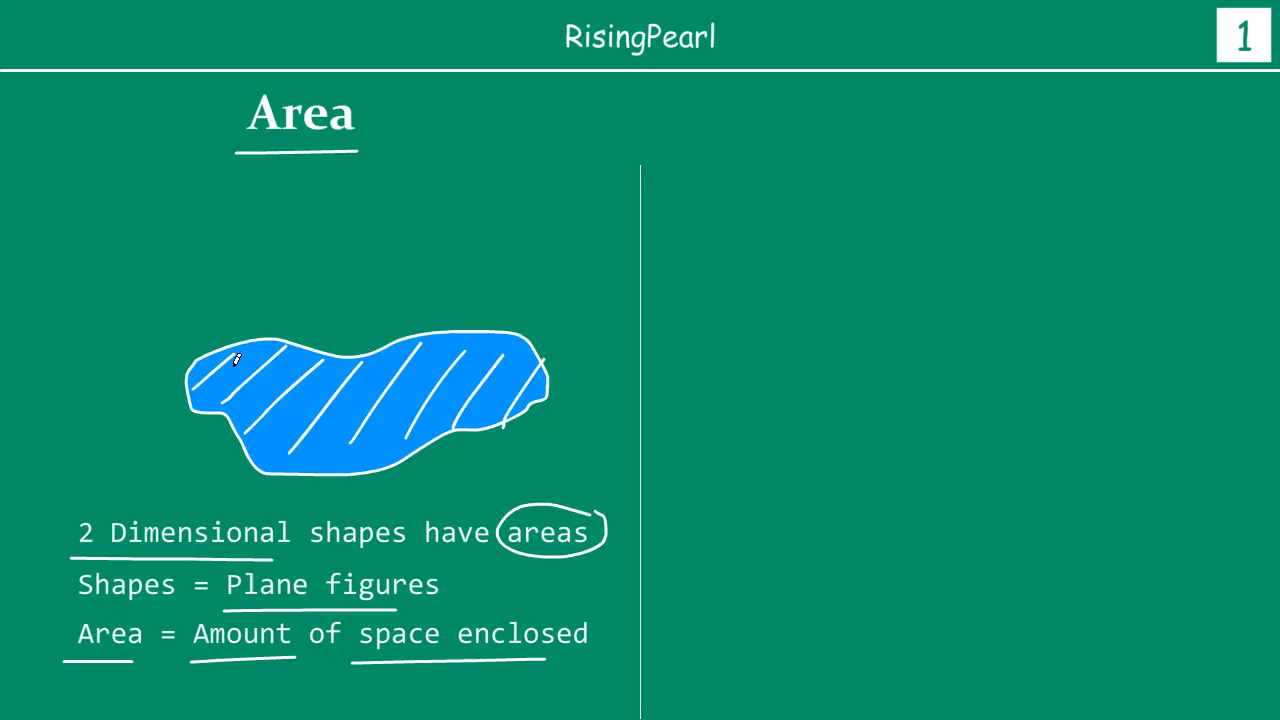 RisingPearl
1
Area
2 Dimensional shapes have areas
Shapes = Plane figures
Area = Amount of space enclosed